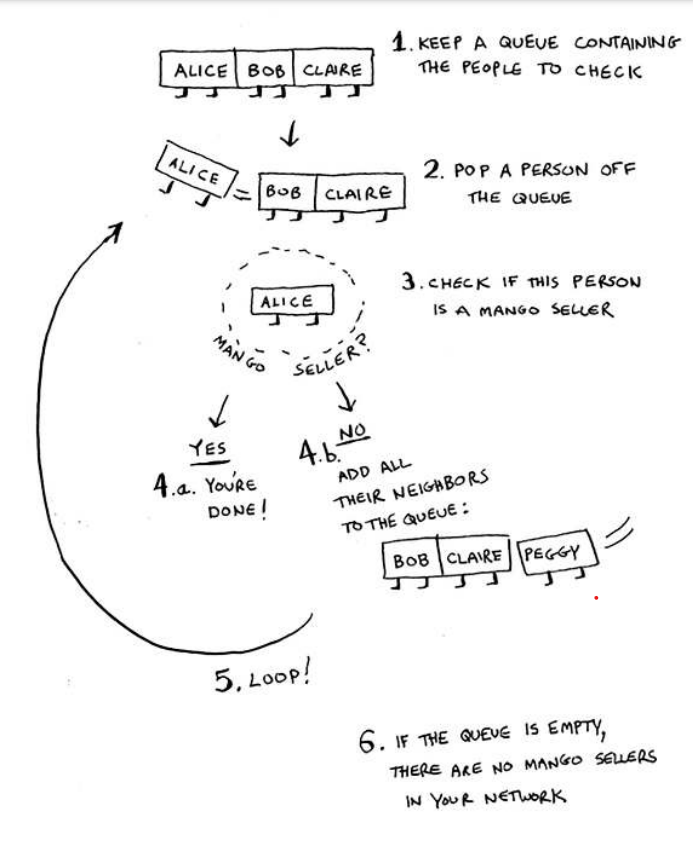 ALICE BOB CLAIRE
1. KEEP A QUEUE CONTAINING
THE PEOPLE TO CHECK
ALICE = BOB CLAIRE
2. POP A PERSON OFF
THE QUEUE
ALICE
MANGO SELLER?
3. CHECK IF THIS PERSON
IS A MANGO SELLER
YES
4.a. YOU'RE
DONE!
4.b. NO
ADD ALL
THEIR NEIGHBORS
TO THE QUEUE:
BOB CLAIRE PEGGY
5. LOOP!
6. IF THE QUEUE IS EMPTY,
THERE ARE NO MANGO SELLERS
IN YOUR NETWORK